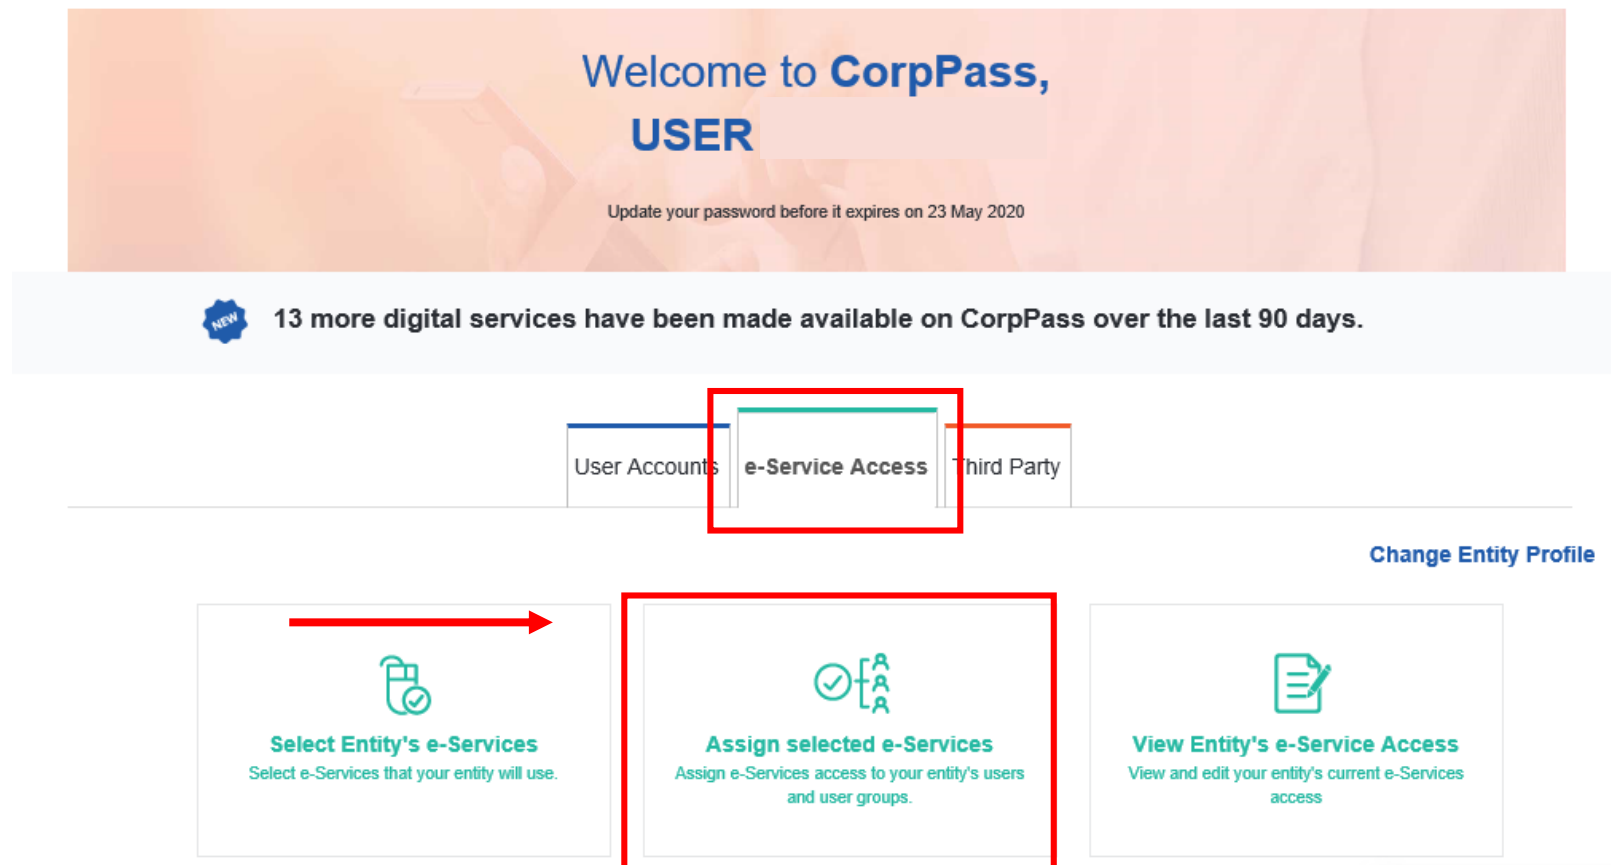 Welcome to CorpPass,
USER
Update your password before it expires on 23 May 2020
NEW
13 more digital services have been made available on CorpPass over the last 90 days.
User Accounts
e-Service Access
Third Party
Change Entity Profile
Select Entity's e-Services
Select e-Services that your entity will use.
Assign selected e-Services
Assign e-Services access to your entity's users
and user groups.
View Entity's e-Service Access
View and edit your entity's current e-Services
access